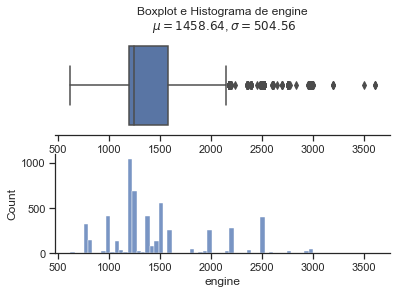 Boxplot e Histograma de engine
μ = 1458.64, σ = 504.56
500 1000 1500 2000 2500 3000 3500
1000
500
0
Count
500 1000 1500 2000 2500 3000 3500
engine